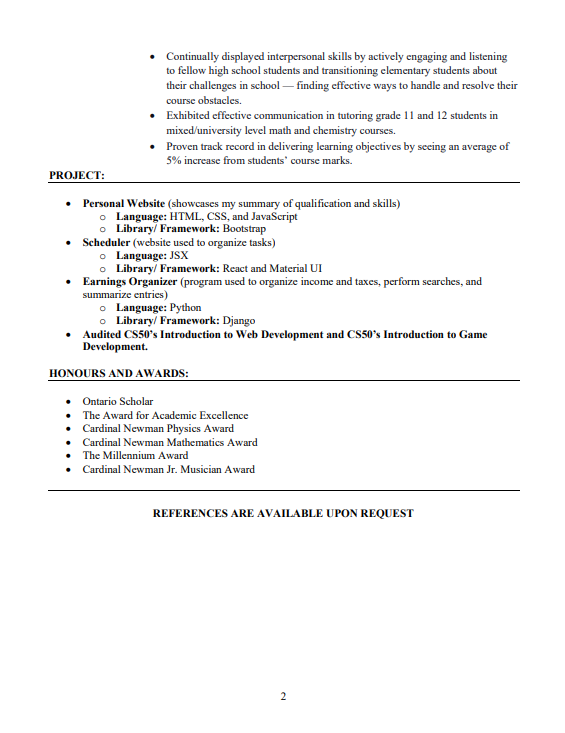 • Continually displayed interpersonal skills by actively engaging and listening
to fellow high school students and transitioning elementary students about
their challenges in school — finding effective ways to handle and resolve their
course obstacles.
• Exhibited effective communication in tutoring grade 11 and 12 students in
mixed/university level math and chemistry courses.
• Proven track record in delivering learning objectives by seeing an average of
5% increase from students’ course marks.
PROJECT:
• Personal Website (showcases my summary of qualification and skills)
o Language: HTML, CSS, and JavaScript
o Library/ Framework: Bootstrap
• Scheduler (website used to organize tasks)
o Language: JSX
o Library/ Framework: React and Material UI
• Earnings Organizer (program used to organize income and taxes, perform searches, and
summarize entries)
o Language: Python
o Library/ Framework: Django
• Audited CS50’s Introduction to Web Development and CS50’s Introduction to Game
Development.
HONOURS AND AWARDS:
• Ontario Scholar
• The Award for Academic Excellence
• Cardinal Newman Physics Award
• Cardinal Newman Mathematics Award
• The Millennium Award
• Cardinal Newman Jr. Musician Award
REFERENCES ARE AVAILABLE UPON REQUEST
2